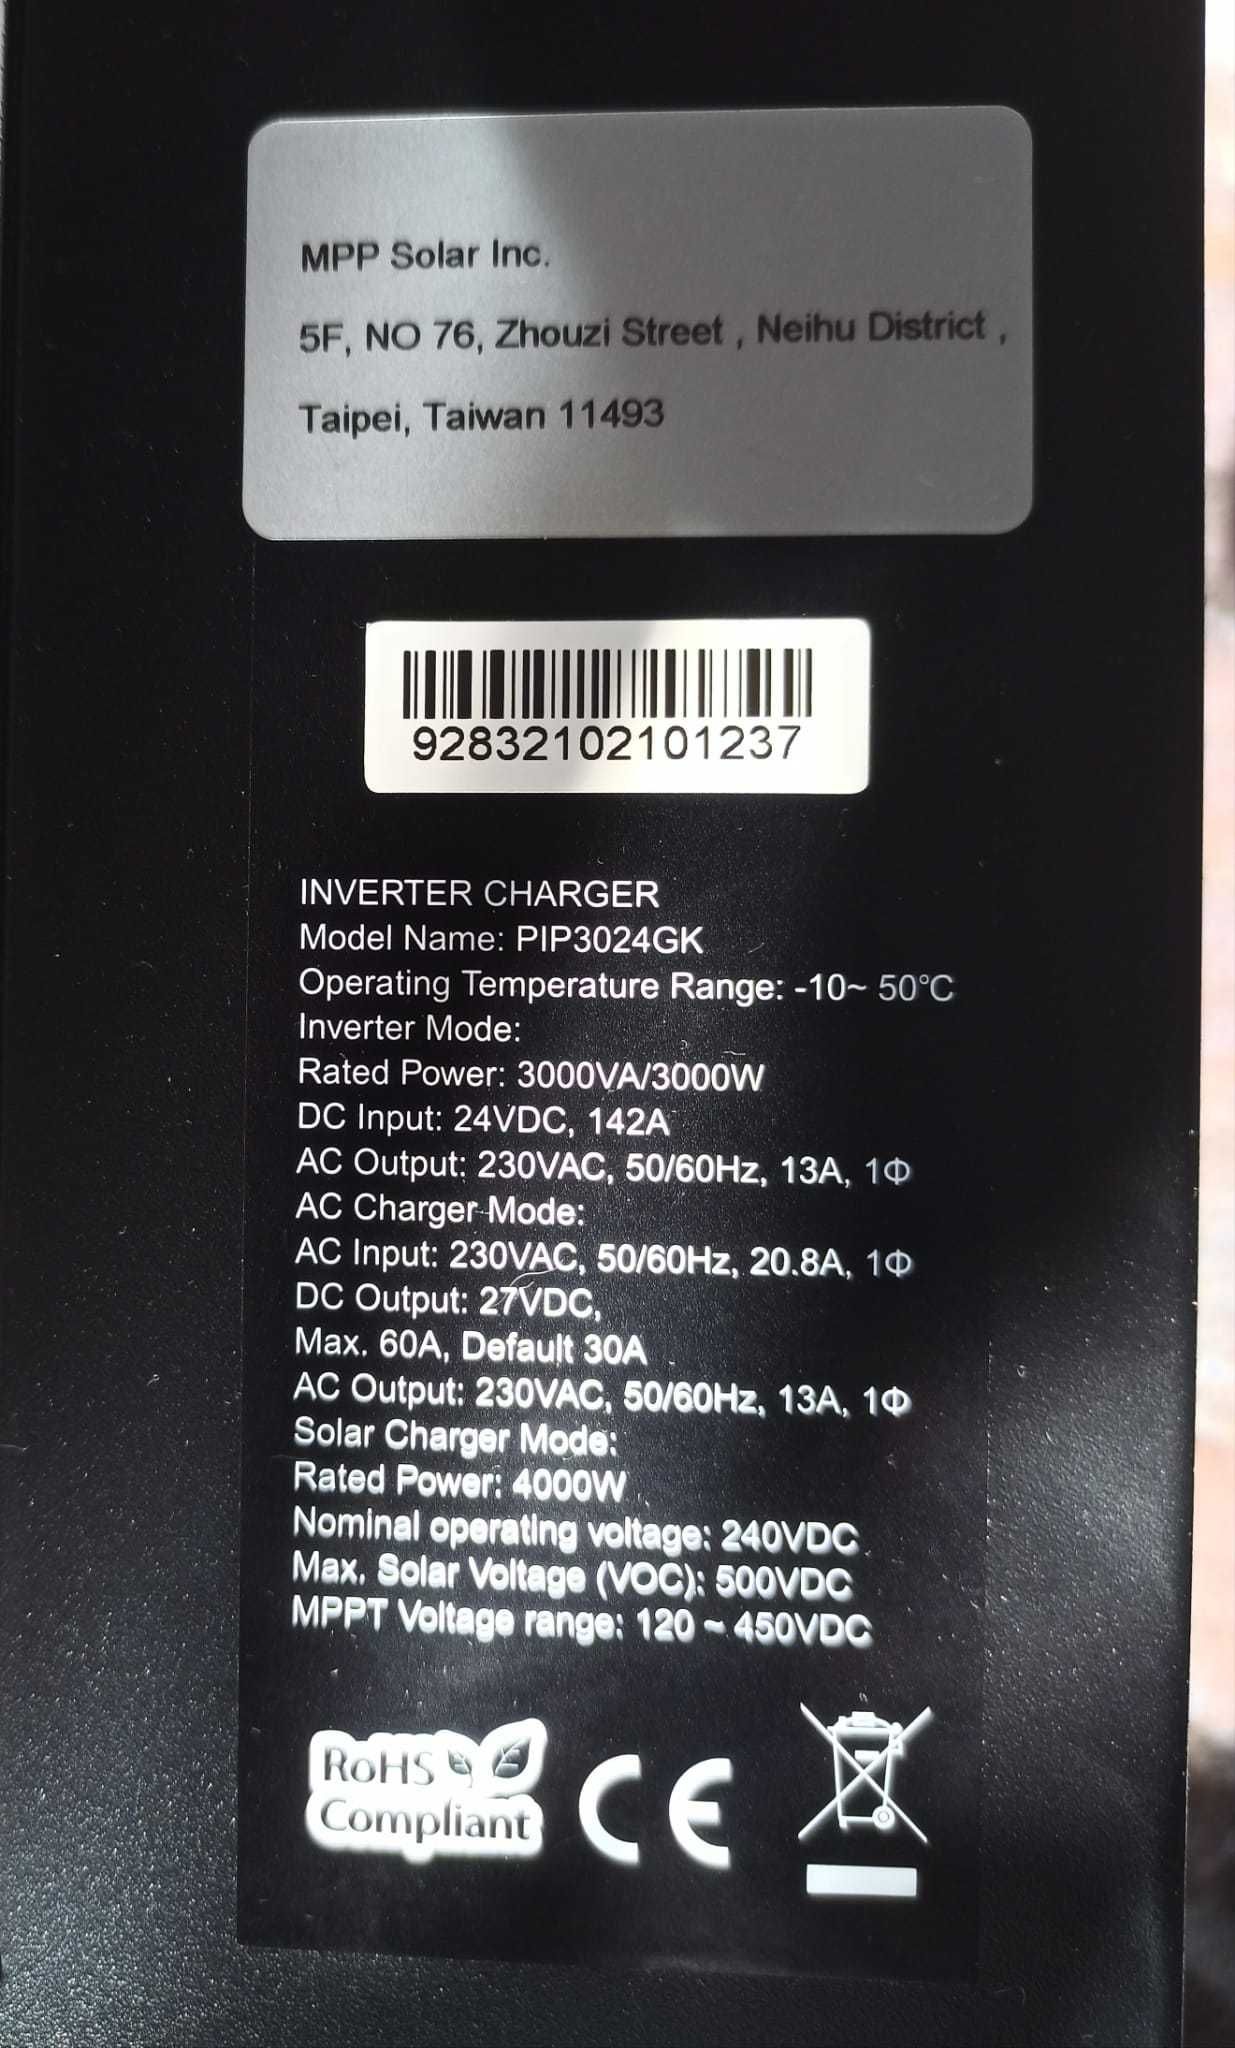 MPP Solar Inc.
5F, NO 76, Zhouzi Street , Neihu District ,
Taipei, Taiwan 11493
92832102101237
INVERTER CHARGER
Model Name: PIP3024GK
Operating Temperature Range: -10~ 50℃
Inverter Mode:
Rated Power: 3000VA/3000W
DC Input: 24VDC, 142A
AC Output: 230VAC, 50/60Hz, 13A, 1Φ
AC Charger Mode:
AC Input: 230VAC, 50/60Hz, 20.8A, 1Φ
DC Output: 27VDC,
Max. 60A, Default 30A
AC Output: 230VAC, 50/60Hz, 13A, 1Φ
Solar Charger Mode:
Rated Power: 4000W
Nominal operating voltage: 240VDC
Max. Solar Voltage (VOC): 500VDC
MPPT Voltage range: 120 ~ 450VDC
RoHS
Compliant
CE